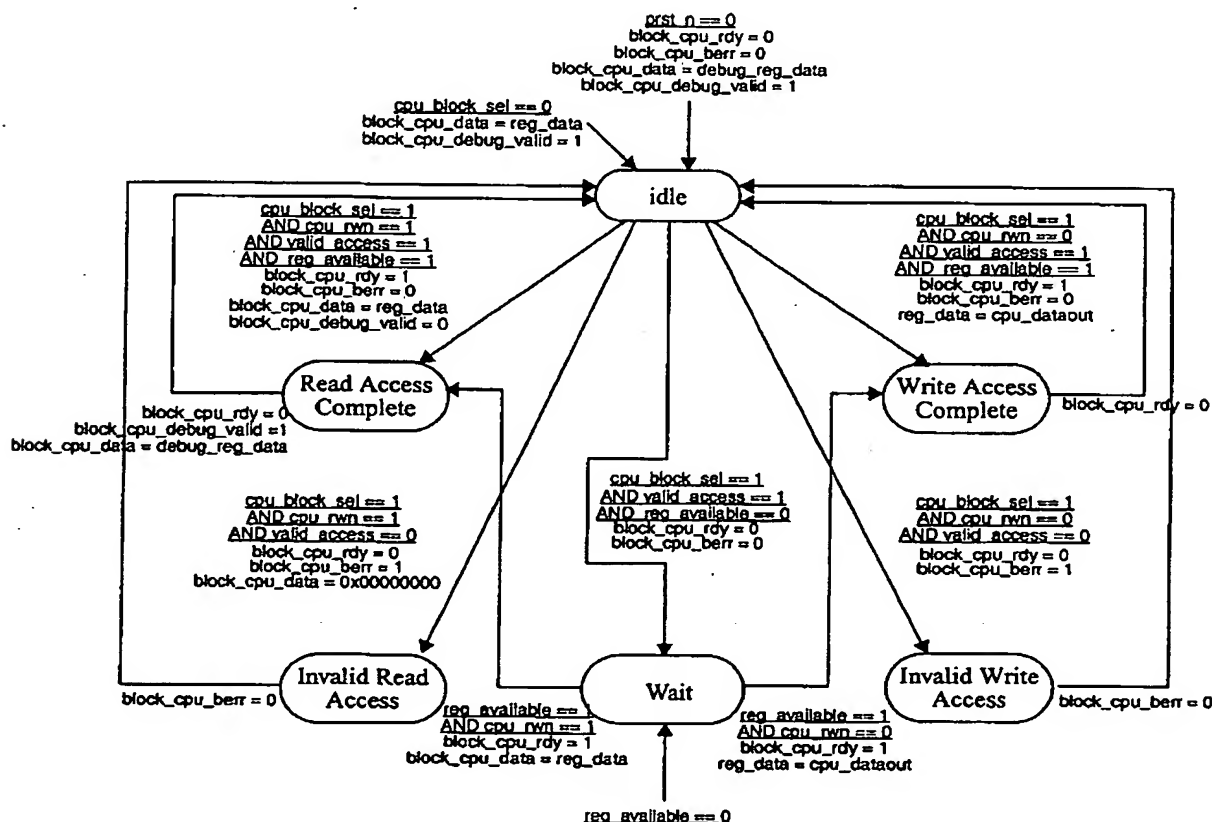 prst_n == 0
block_cpu_rdy = 0
block_cpu_berr = 0
block_cpu_data = debug_reg_data
block_cpu_debug_valid = 1
cpu_block_sel == 0
block_cpu_data = reg_data
block_cpu_debug_valid = 1
idle
cpu_block_sel == 1
AND cpu_rwn == 1
AND valid_access == 1
AND reg_available == 1
block_cpu_rdy = 1
block_cpu_berr = 0
block_cpu_data = reg_data
block_cpu_debug_valid = 0
cpu_block_sel == 1
AND cpu_rwn == 0
AND valid_access == 1
AND reg_available == 1
block_cpu_rdy = 1
block_cpu_berr = 0
reg_data = cpu_dataout
Read Access
Complete
Write Access
Complete
block_cpu_rdy = 0
block_cpu_debug_valid =1
block_cpu_data = debug_reg_data
block_cpu_rdy = 0
cpu_block_sel == 1
AND cpu_rwn == 1
AND valid_access == 0
block_cpu_rdy = 0
block_cpu_berr = 1
block_cpu_data = 0x00000000
cpu_block_sel == 1
AND valid_access == 1
AND reg_available == 0
block_cpu_rdy = 0
block_cpu_berr = 0
cpu_block_sel == 1
AND cpu_rwn == 0
AND valid_access == 0
block_cpu_rdy = 0
block_cpu_berr = 1
Invalid Read
Access
Wait
Invalid Write
Access
block_cpu_berr = 0
reg_available == 1
AND cpu_rwn == 1
block_cpu_rdy = 1
block_cpu_data = reg_data
reg_available == 1
AND cpu_rwn == 0
block_cpu_rdy = 1
reg_data = cpu_dataout
block_cpu_berr = 0
reg_available == 0